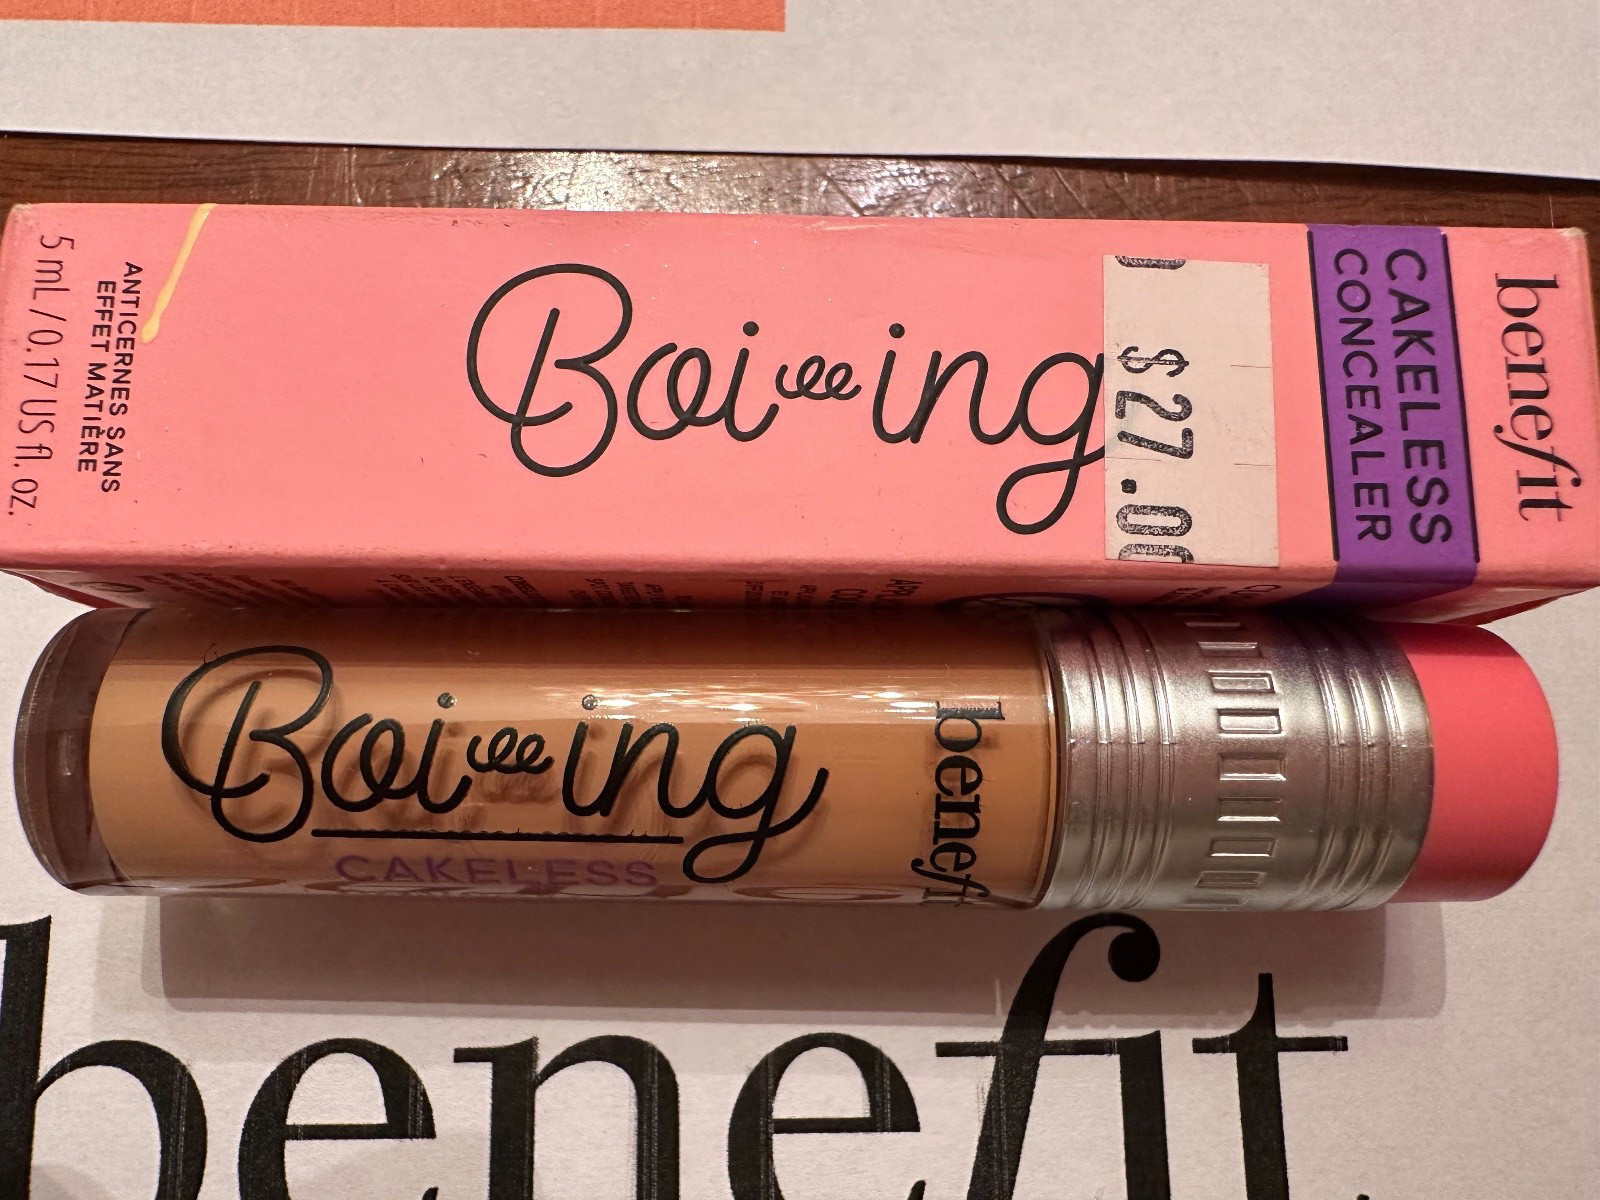 benefit
CAKELESS
CONCEALER
$27.00
Boi-ing
ANTICERNES SANS
EFFET MATIÈRE
5 mL / 0.17 US fl. oz.
Boi-ing
CAKELESS
benefit
benefit.